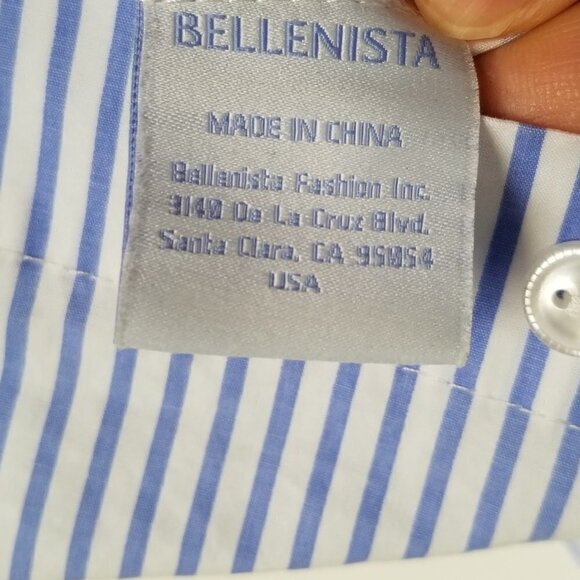 BELLENISTA
MADE IN CHINA
Bellenista Fashion Inc.
3140 De La Cruz Blvd.
Santa Clara, CA 95054
USA